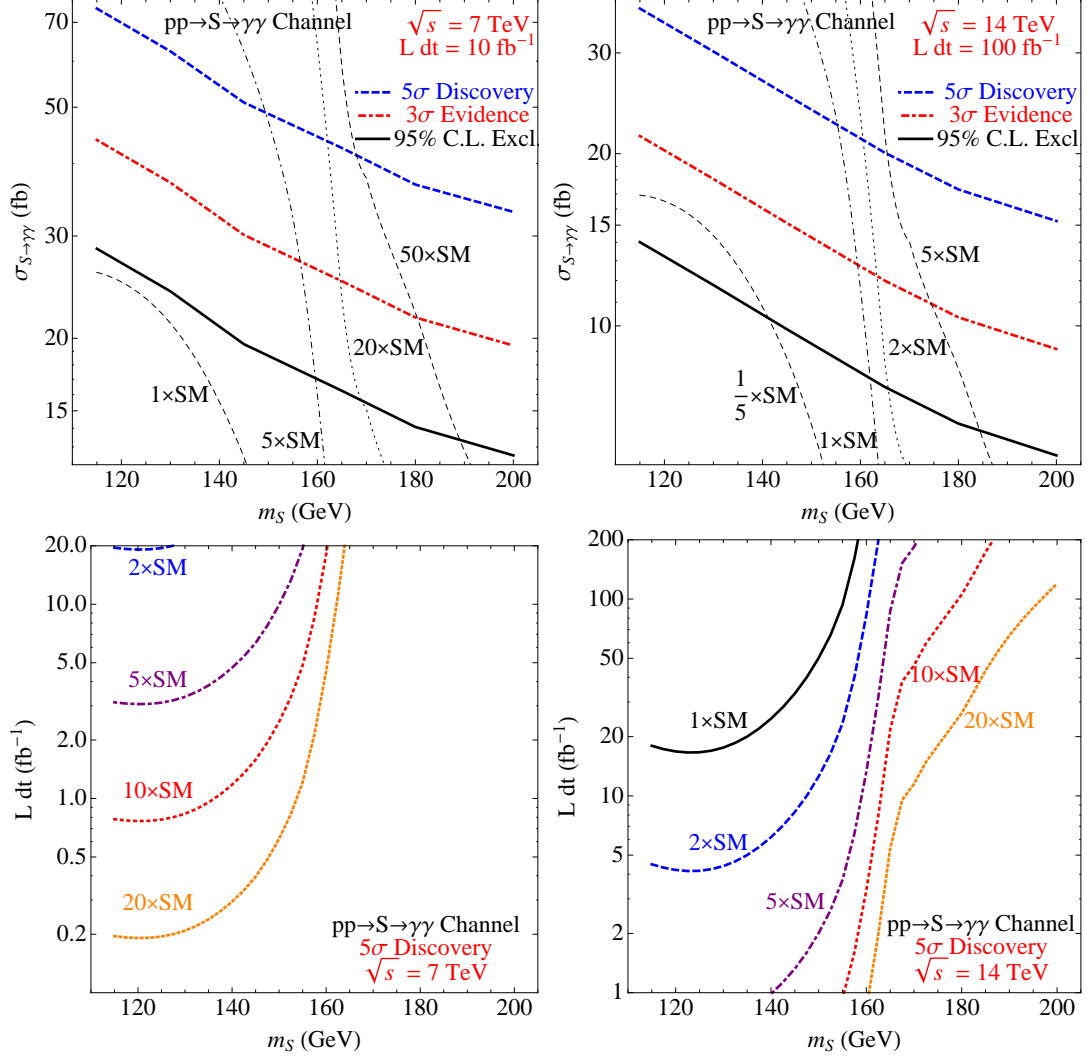 pp→S→γγ Channel
√s = 7 TeV
L dt = 10 fb⁻¹
5σ Discovery
3σ Evidence
95% C.L. Excl.
50×SM
20×SM
1×SM
5×SM
70
50
30
20
15
σS→γγ (fb)
120 140 160 180 200
mS (GeV)
pp→S→γγ Channel
√s = 14 TeV
L dt = 100 fb⁻¹
5σ Discovery
3σ Evidence
95% C.L. Excl.
5×SM
2×SM
1/5 ×SM
1×SM
30
20
15
10
σS→γγ (fb)
120 140 160 180 200
mS (GeV)
20.0
10.0
5.0
2.0
1.0
0.5
0.2
L dt (fb⁻¹)
2×SM
5×SM
10×SM
20×SM
pp→S→γγ Channel
5σ Discovery
√s = 7 TeV
120 140 160 180 200
mS (GeV)
200
100
50
20
10
5
2
1
L dt (fb⁻¹)
1×SM
10×SM
20×SM
2×SM
5×SM
pp→S→γγ Channel
5σ Discovery
√s = 14 TeV
120 140 160 180 200
mS (GeV)